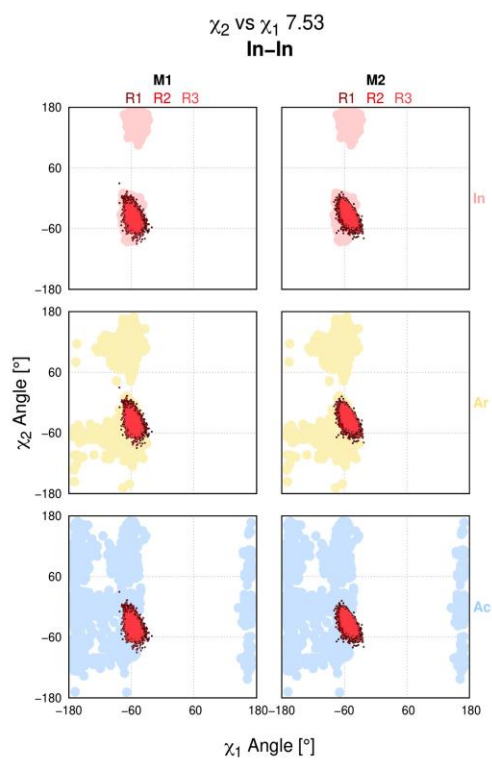 χ₂ vs χ₁ 7.53
In−In
M1 M2
R1 R2 R3 R1 R2 R3
180
60
−60
−180
In
180
60
−60
−180
Ar
χ₂ Angle [°]
180
60
−60
−180
Ac
−180 −60 60 180 −180 −60 60 180
χ₁ Angle [°]